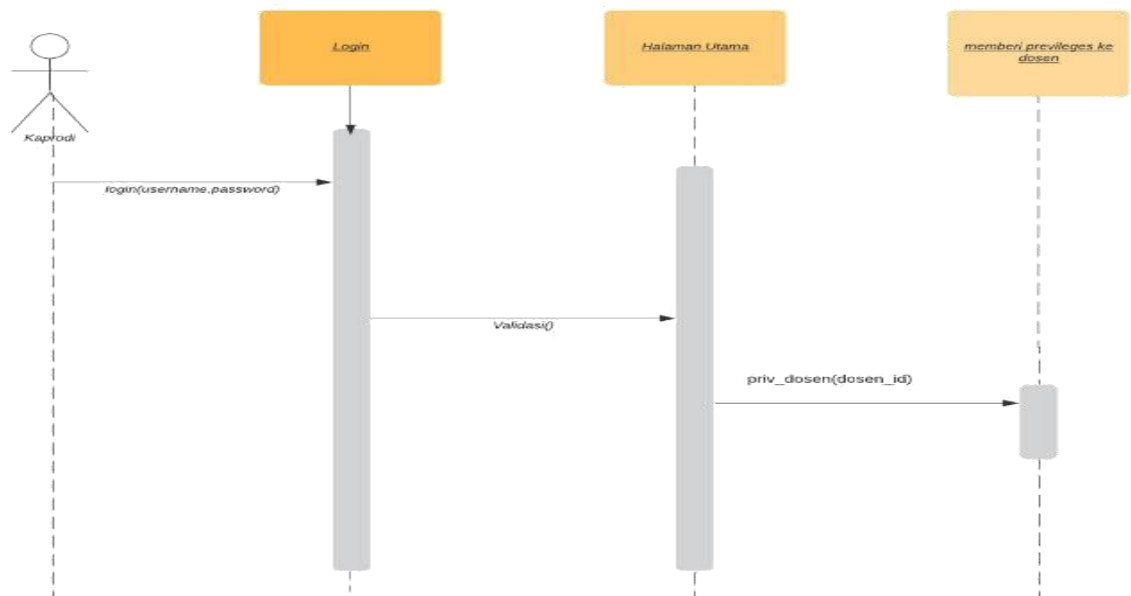 Login
Halaman Utama
memberi previleges ke
dosen
Kaprodi
login(username,password)
Validasi()
priv_dosen(dosen_id)